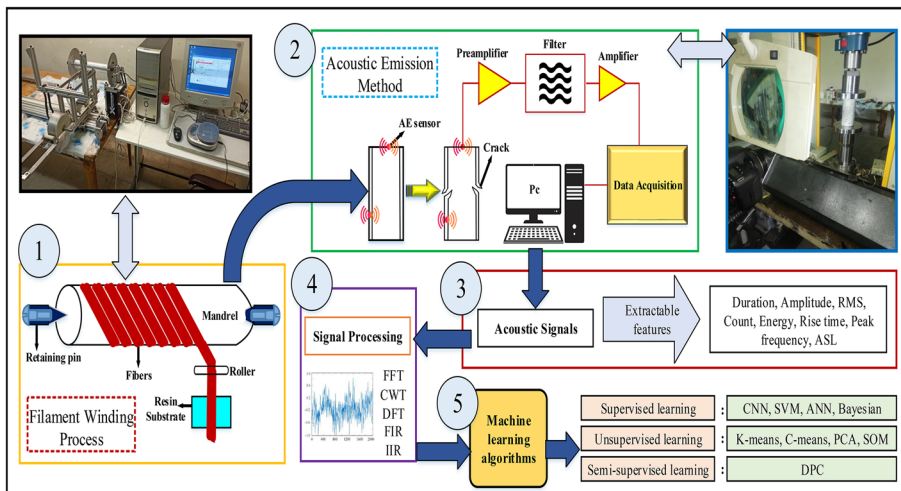 1
Retaining pin
Fibers
Mandrel
Roller
Resin
Substrate
Filament Winding
Process
2
Acoustic Emission
Method
Preamplifier
Filter
Amplifier
AE sensor
Crack
Pc
Data Acquisition
3
Acoustic Signals
Extractable
features
Duration, Amplitude, RMS,
Count, Energy, Rise time, Peak
frequency, ASL
4
Signal Processing
FFT
CWT
DFT
FIR
IIR
5
Machine
learning
algorithms
Supervised learning : CNN, SVM, ANN, Bayesian
Unsupervised learning : K-means, C-means, PCA, SOM
Semi-supervised learning : DPC